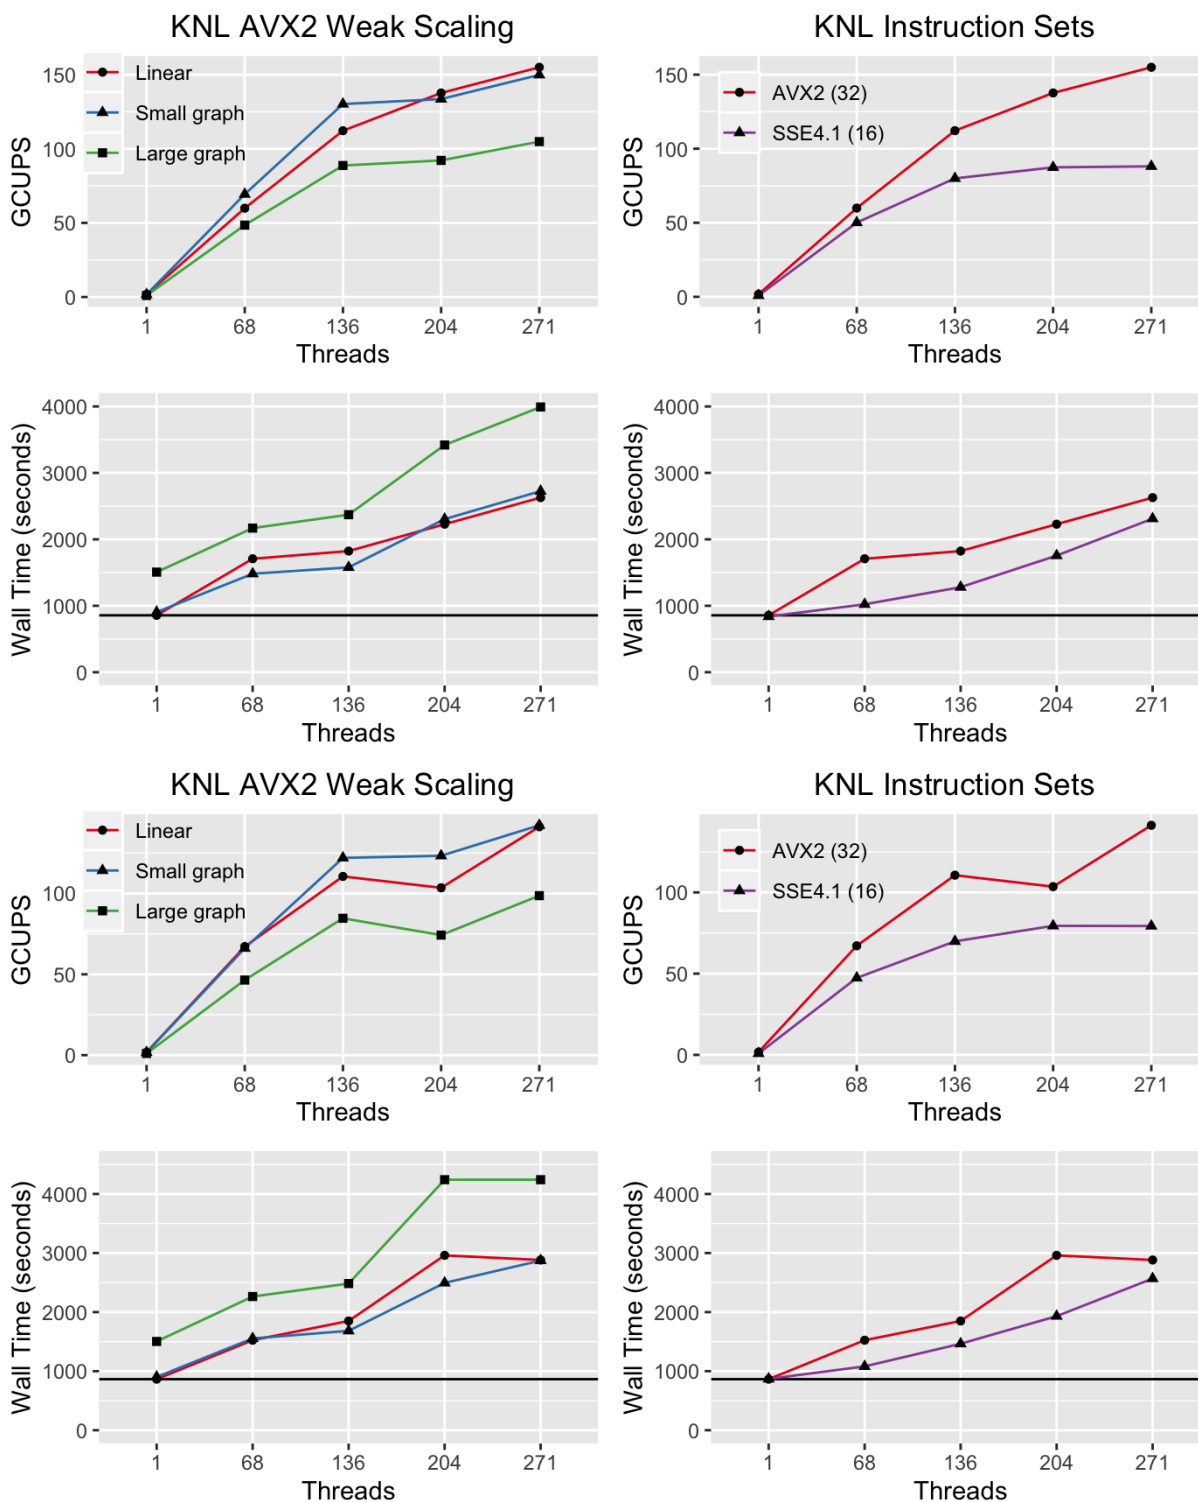 KNL AVX2 Weak Scaling
KNL Instruction Sets
150
100
50
0
GCUPS
Linear
Small graph
Large graph
1 68 136 204 271
Threads
150
100
50
0
GCUPS
AVX2 (32)
SSE4.1 (16)
1 68 136 204 271
Threads
4000
3000
2000
1000
0
Wall Time (seconds)
1 68 136 204 271
Threads
4000
3000
2000
1000
0
Wall Time (seconds)
1 68 136 204 271
Threads
KNL AVX2 Weak Scaling
KNL Instruction Sets
100
50
0
GCUPS
Linear
Small graph
Large graph
1 68 136 204 271
Threads
100
50
0
GCUPS
AVX2 (32)
SSE4.1 (16)
1 68 136 204 271
Threads
4000
3000
2000
1000
0
Wall Time (seconds)
1 68 136 204 271
Threads
4000
3000
2000
1000
0
Wall Time (seconds)
1 68 136 204 271
Threads